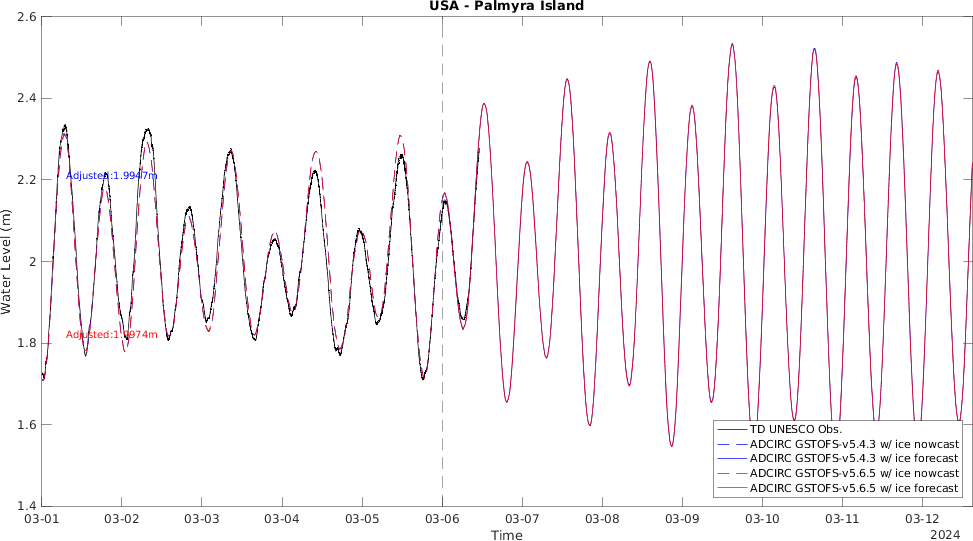 USA - Palmyra Island
2.6
2.4
2.2
2
1.8
1.6
1.4
Water Level (m)
Adjusted:1.9947m
Adjusted:1.9974m
TD UNESCO Obs.
ADCIRC GSTOFS-v5.4.3 w/ ice nowcast
ADCIRC GSTOFS-v5.4.3 w/ ice forecast
ADCIRC GSTOFS-v5.6.5 w/ ice nowcast
ADCIRC GSTOFS-v5.6.5 w/ ice forecast
03-01 03-02 03-03 03-04 03-05 03-06 03-07 03-08 03-09 03-10 03-11 03-12
Time
2024